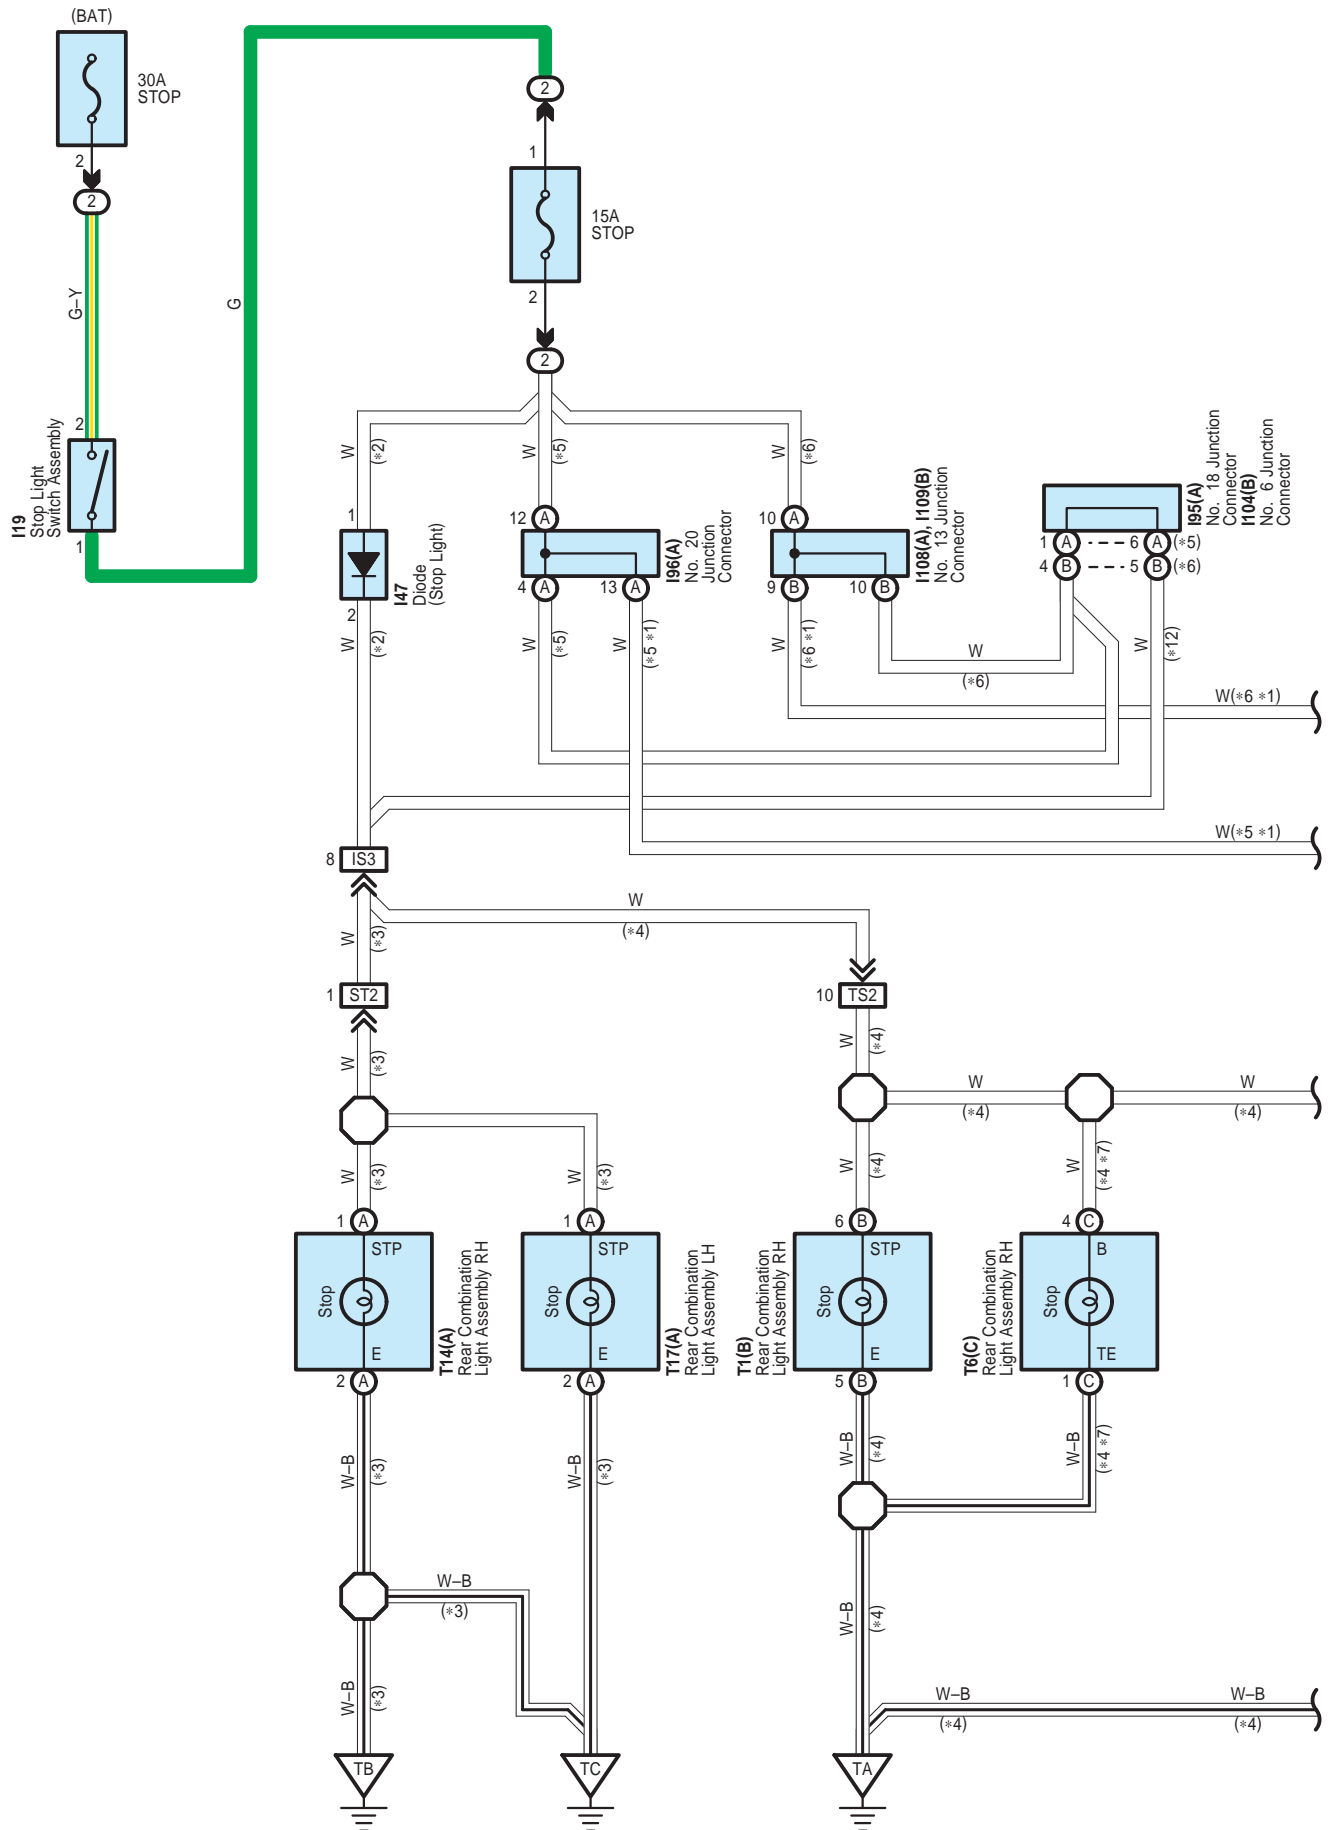 (BAT)
30A
STOP
2
2
G–Y
2
1
I19
Stop Light
Switch Assembly
G
2
1
15A
STOP
2
2
W
(*2)
W
(*5)
W
(*6)
1
2
I47
Diode
(Stop Light)
12 A
4 A
13 A
I96(A)
No. 20
Junction
Connector
10 A
9 B
10 B
I108(A), I109(B)
No. 13 Junction
Connector
I95(A)
No. 18 Junction
Connector
I104(B)
No. 6 Junction
Connector
1 A 6 A (*5)
4 B 5 B (*6)
W
(*2)
W
(*5)
W
(*5 *1)
W
(*6 *1)
W
(*6)
W
(*12)
W(*6 *1)
W(*5 *1)
8 IS3
W
(*4)
W
(*3)
1 ST2
10 TS2
W
(*3)
W
(*4)
W
(*4)
W
(*4)
W
(*3)
W
(*3)
W
(*4)
W
(*4 *7)
1 A
STP
Stop
E
2 A
T14(A)
Rear Combination
Light Assembly RH
1 A
STP
Stop
E
2 A
T17(A)
Rear Combination
Light Assembly LH
6 B
STP
Stop
E
5 B
T1(B)
Rear Combination
Light Assembly RH
4 C
B
Stop
TE
1 C
T6(C)
Rear Combination
Light Assembly RH
W–B
(*3)
W–B
(*3)
W–B
(*4)
W–B
(*4 *7)
W–B
(*3)
W–B
(*4)
W–B
(*3)
W–B
(*4)
W–B
(*4)
TB
TC
TA